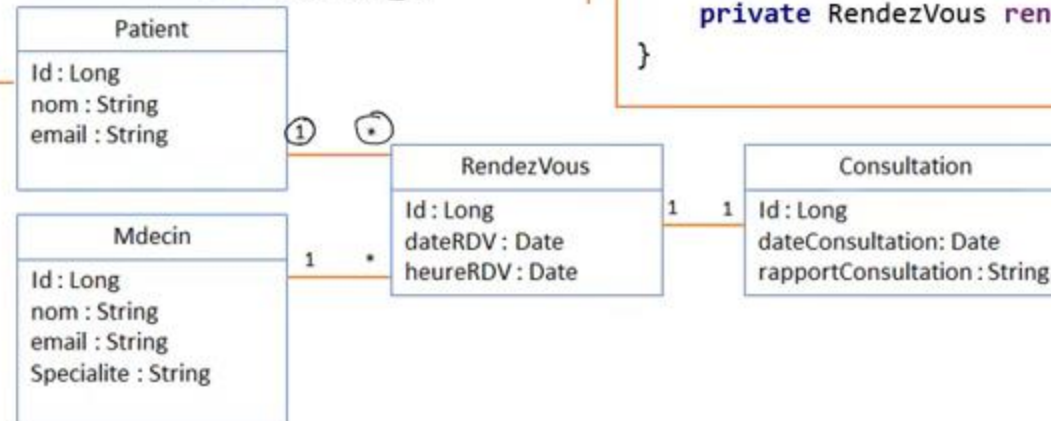 private RendezVous ren
}
Patient
Id : Long
nom : String
email : String
1 *
RendezVous
Id : Long
dateRDV : Date
heureRDV : Date
1 1
Consultation
Id : Long
dateConsultation: Date
rapportConsultation : String
Mdecin
Id : Long
nom : String
email : String
Specialite : String
1 *